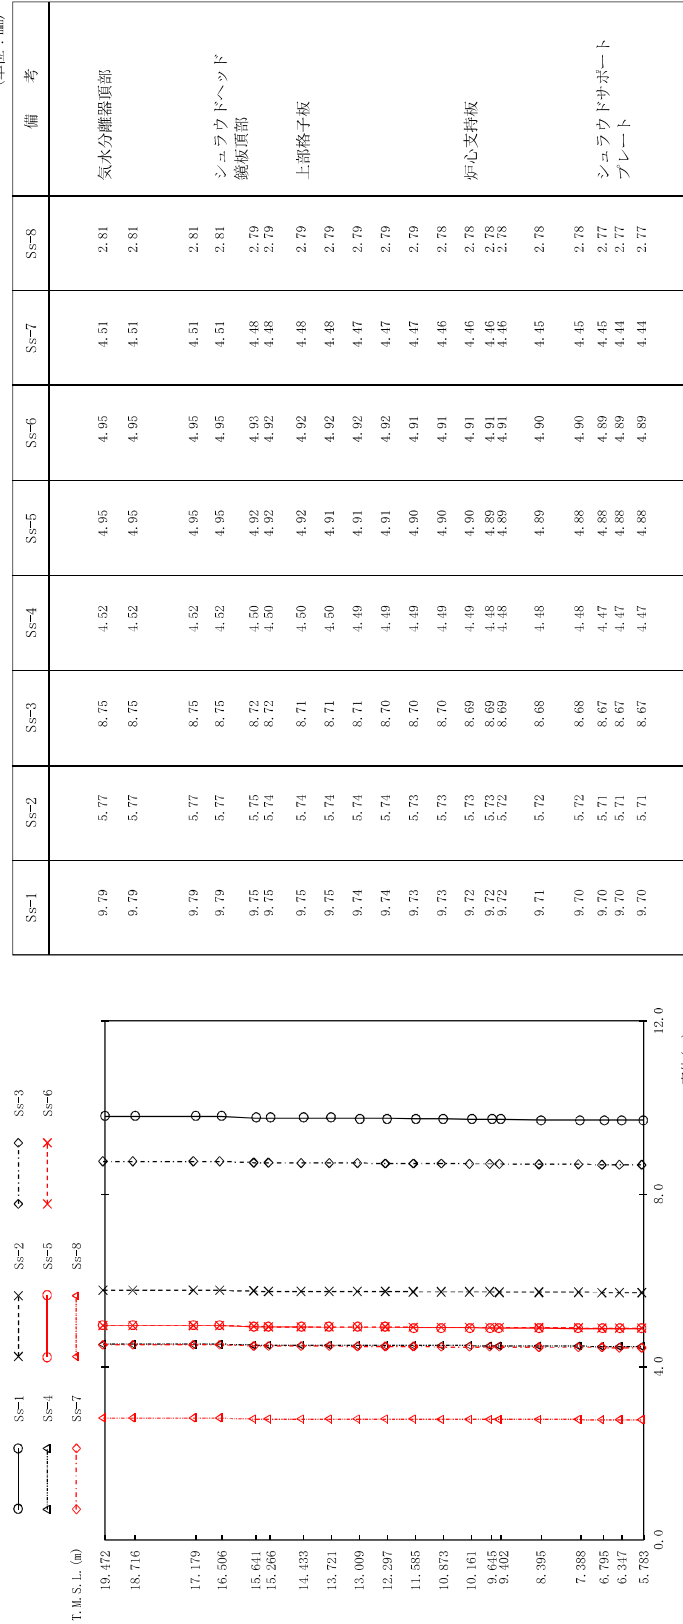 (単位：mm)
Ss-1 Ss-2 Ss-3
Ss-4 Ss-5 Ss-6
Ss-7 Ss-8
T.M.S.L.(m)
19.472
18.716
17.179
16.506
15.641
15.266
14.433
13.721
13.009
12.297
11.585
10.873
10.161
9.645
9.402
8.395
7.388
6.795
6.347
5.783
0.0 4.0 8.0 12.0
Ss-1 Ss-2 Ss-3 Ss-4 Ss-5 Ss-6 Ss-7 Ss-8 備 考
9.79 5.77 8.75 4.52 4.95 4.95 4.51 2.81 気水分離器頂部
9.79 5.77 8.75 4.52 4.95 4.95 4.51 2.81
9.79 5.77 8.75 4.52 4.95 4.95 4.51 2.81
9.79 5.77 8.75 4.52 4.95 4.95 4.51 2.81 シュラウドヘッド
鏡板頂部
9.75 5.75 8.72 4.50 4.92 4.93 4.48 2.79
9.75 5.74 8.72 4.50 4.92 4.92 4.48 2.79
9.75 5.74 8.71 4.50 4.92 4.92 4.48 2.79 上部格子板
9.75 5.74 8.71 4.50 4.91 4.92 4.48 2.79
9.74 5.74 8.71 4.49 4.91 4.92 4.47 2.79
9.74 5.74 8.70 4.49 4.91 4.92 4.47 2.79
9.73 5.73 8.70 4.49 4.90 4.91 4.47 2.79
9.73 5.73 8.70 4.49 4.90 4.91 4.46 2.78
9.72 5.73 8.69 4.49 4.90 4.91 4.46 2.78 炉心支持板
9.72 5.73 8.69 4.48 4.89 4.91 4.46 2.78
9.72 5.72 8.69 4.48 4.89 4.91 4.46 2.78
9.71 5.72 8.68 4.48 4.89 4.90 4.45 2.78
9.70 5.72 8.68 4.48 4.88 4.90 4.45 2.78
9.70 5.71 8.67 4.47 4.88 4.89 4.45 2.77 シュラウドサポート
9.70 5.71 8.67 4.47 4.88 4.89 4.44 2.77 プレート
9.70 5.71 8.67 4.47 4.88 4.89 4.44 2.77